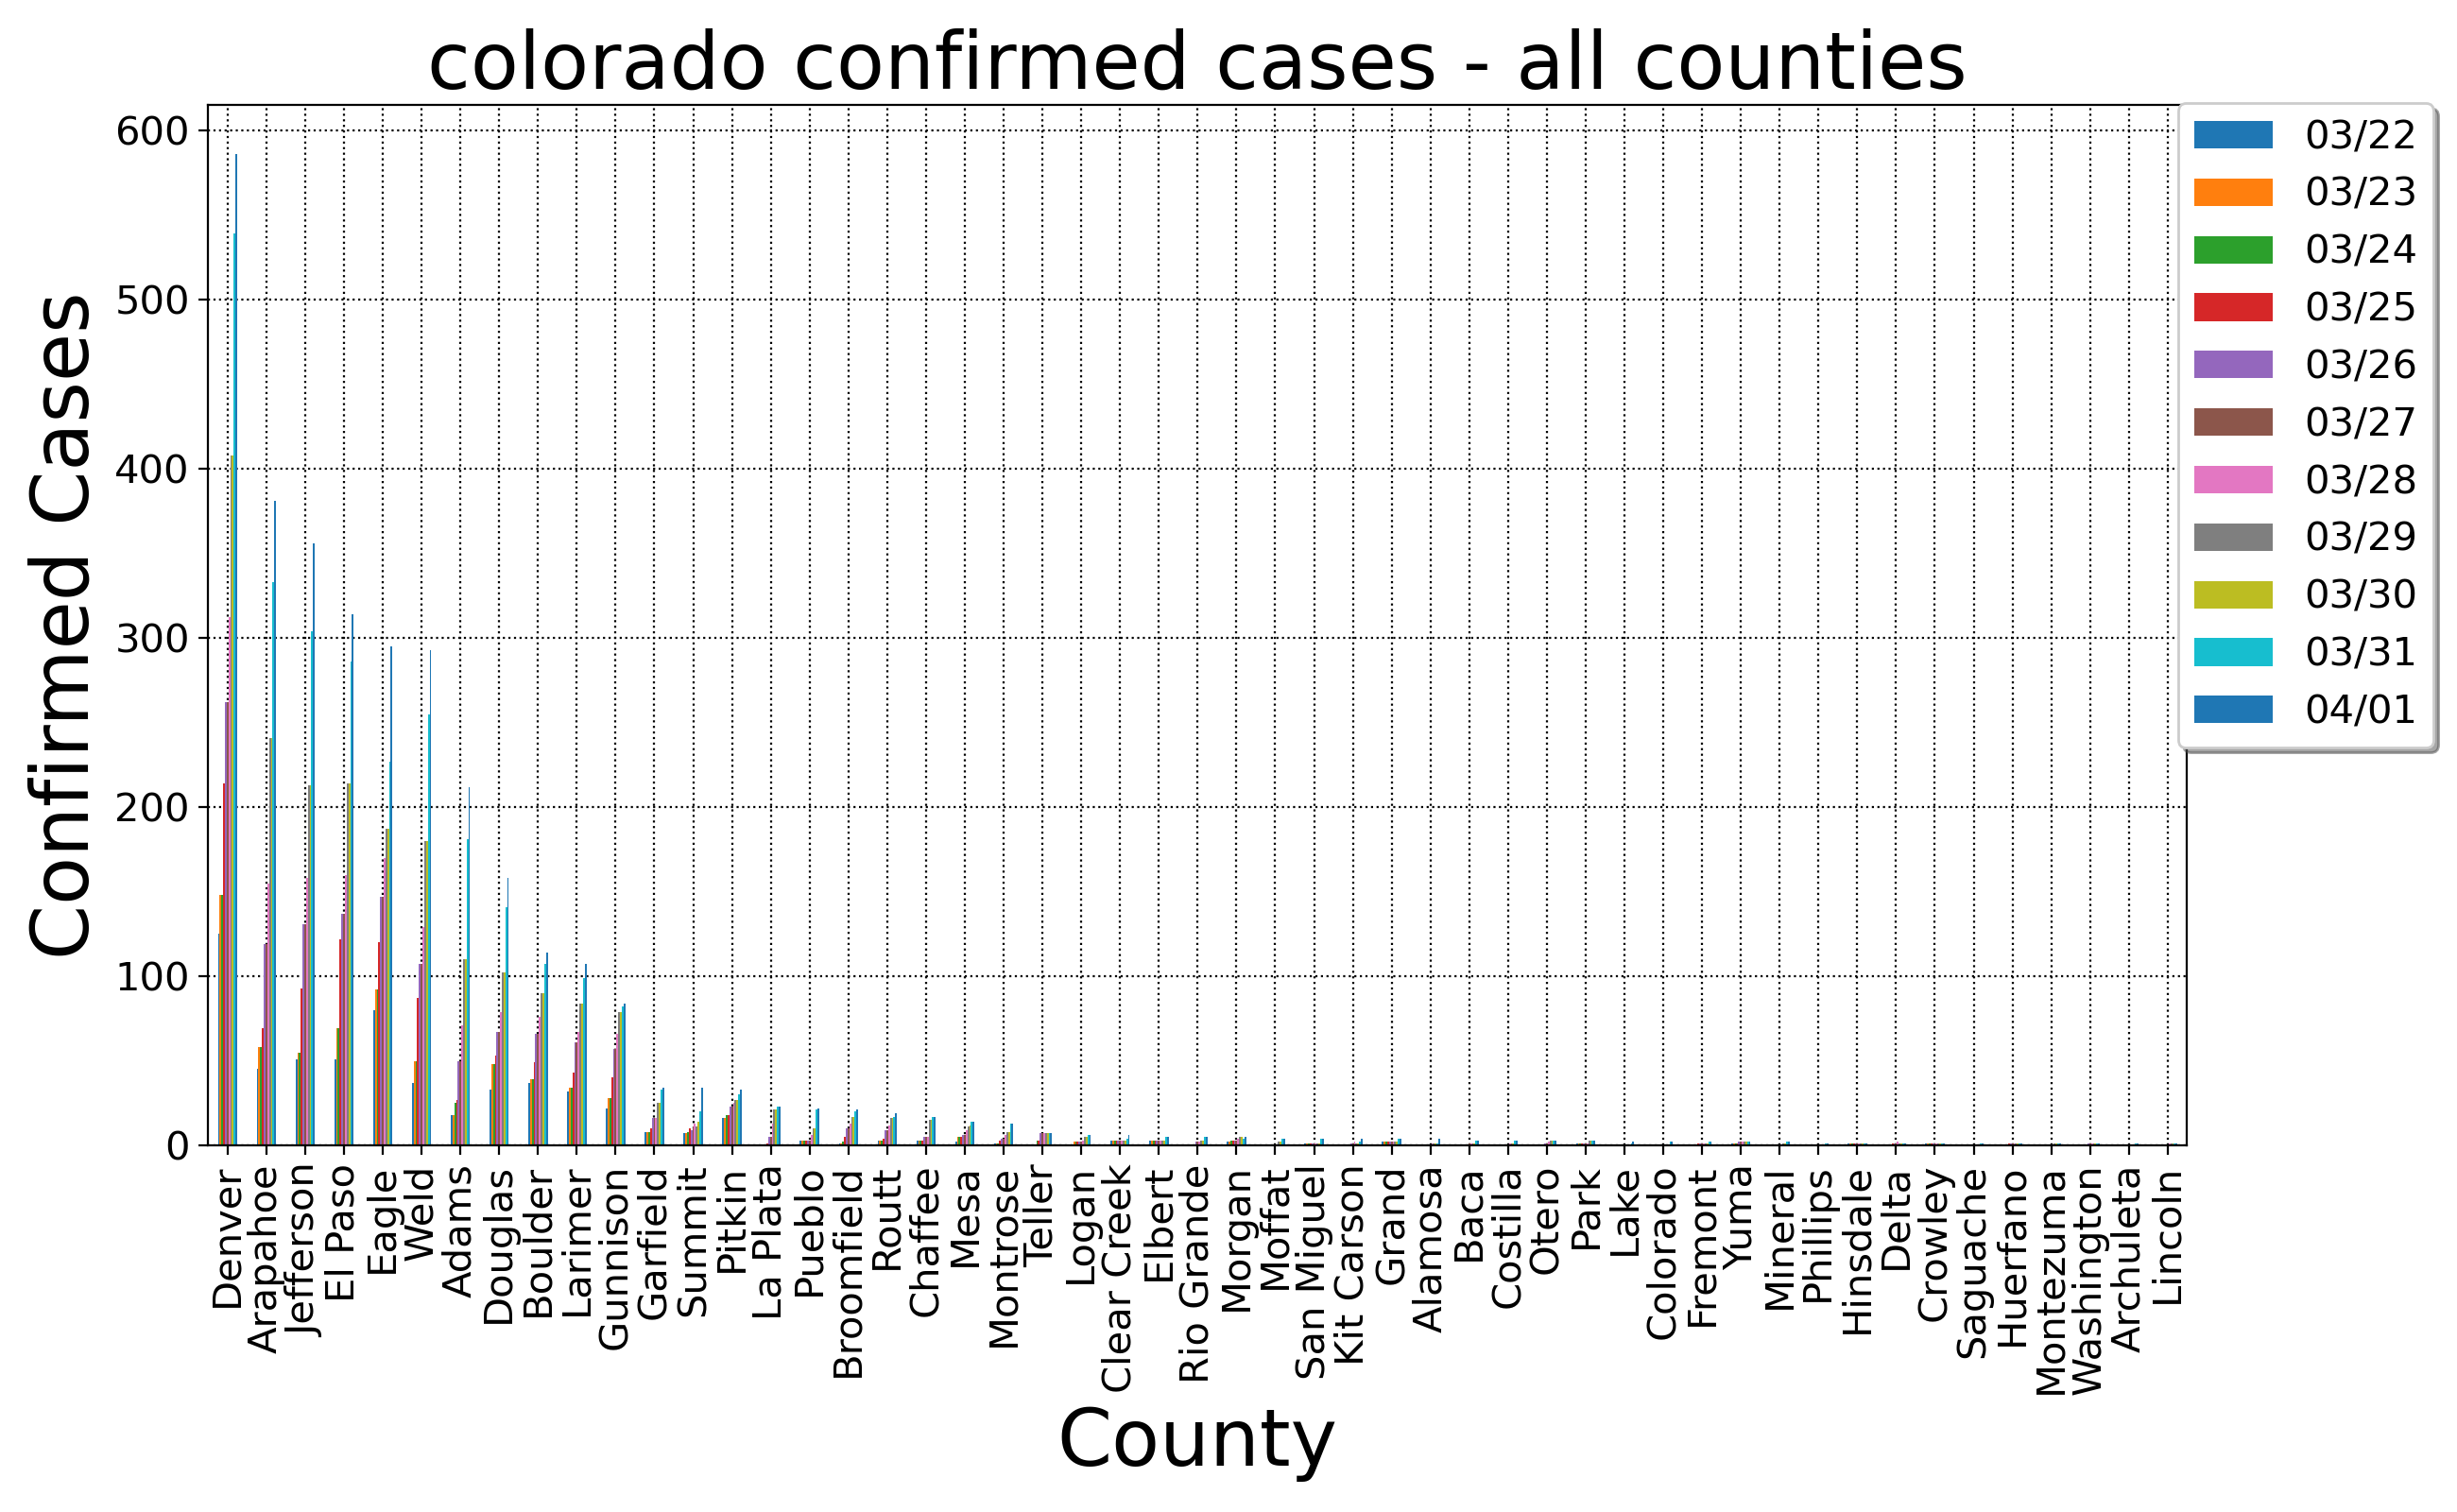 colorado confirmed cases - all counties
Confirmed Cases
600
500
400
300
200
100
0
03/22
03/23
03/24
03/25
03/26
03/27
03/28
03/29
03/30
03/31
04/01
Denver
Arapahoe
Jefferson
El Paso
Eagle
Weld
Adams
Douglas
Boulder
Larimer
Gunnison
Garfield
Summit
Pitkin
La Plata
Pueblo
Broomfield
Routt
Chaffee
Mesa
Montrose
Teller
Logan
Clear Creek
Elbert
Rio Grande
Morgan
Moffat
San Miguel
Kit Carson
Grand
Alamosa
Baca
Costilla
Otero
Park
Lake
Colorado
Fremont
Yuma
Mineral
Phillips
Hinsdale
Delta
Crowley
Saguache
Huerfano
Montezuma
Washington
Archuleta
Lincoln
County